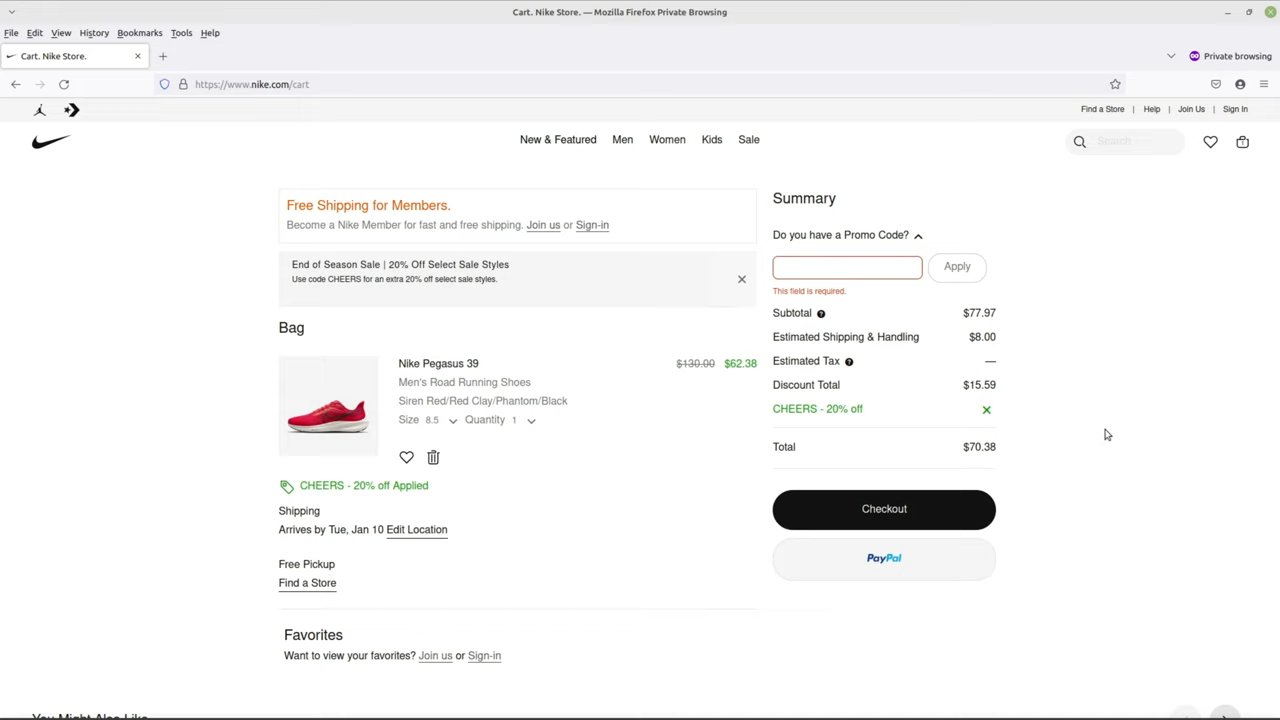 Cart. Nike Store. — Mozilla Firefox Private Browsing
File Edit View History Bookmarks Tools Help
Cart. Nike Store.
Private browsing
https://www.nike.com/cart
Find a Store | Help | Join Us | Sign In
New & Featured Men Women Kids Sale
Search
1
Free Shipping for Members.
Become a Nike Member for fast and free shipping. Join us or Sign-in
End of Season Sale | 20% Off Select Sale Styles
Use code CHEERS for an extra 20% off select sale styles.
Bag
Nike Pegasus 39 $130.00 $62.38
Men's Road Running Shoes
Siren Red/Red Clay/Phantom/Black
Size 8.5 Quantity 1
CHEERS - 20% off Applied
Shipping
Arrives by Tue, Jan 10 Edit Location
Free Pickup
Find a Store
Favorites
Want to view your favorites? Join us or Sign-in
You Might Also Like
Summary
Do you have a Promo Code?
Apply
This field is required.
Subtotal ? $77.97
Estimated Shipping & Handling $8.00
Estimated Tax ? —
Discount Total $15.59
CHEERS - 20% off
Total $70.38
Checkout
PayPal